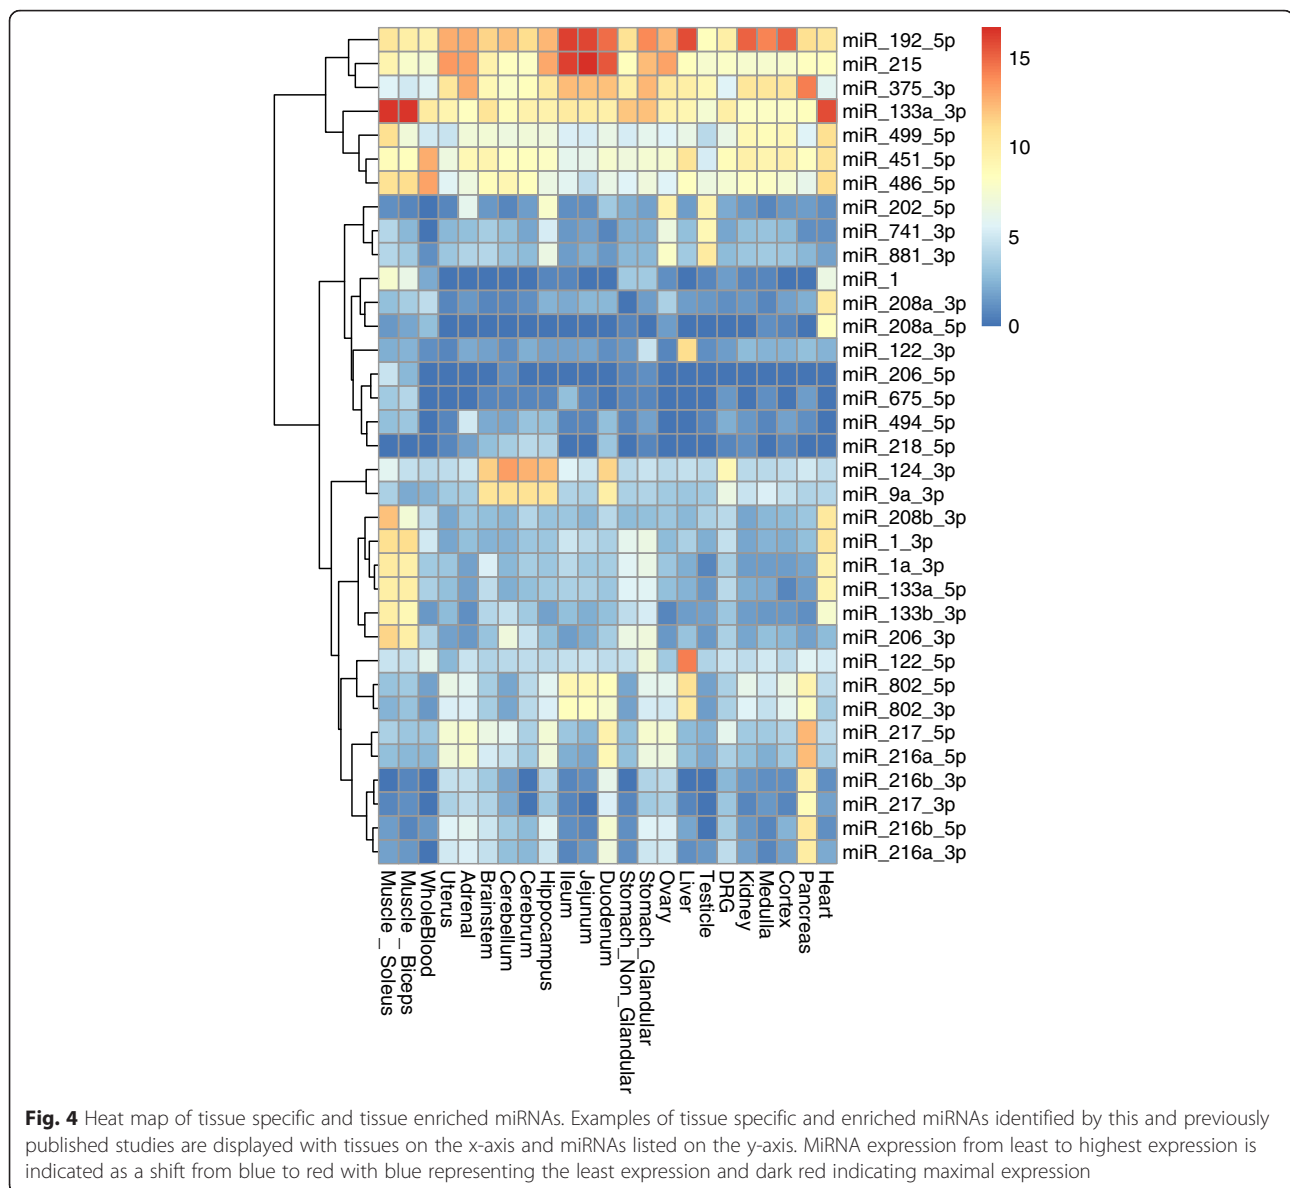 miR_192_5p
miR_215
miR_375_3p
miR_133a_3p
miR_499_5p
miR_451_5p
miR_486_5p
miR_202_5p
miR_741_3p
miR_881_3p
miR_1
miR_208a_3p
miR_208a_5p
miR_122_3p
miR_206_5p
miR_675_5p
miR_494_5p
miR_218_5p
miR_124_3p
miR_9a_3p
miR_208b_3p
miR_1_3p
miR_1a_3p
miR_133a_5p
miR_133b_3p
miR_206_3p
miR_122_5p
miR_802_5p
miR_802_3p
miR_217_5p
miR_216a_5p
miR_216b_3p
miR_217_3p
miR_216b_5p
miR_216a_3p
15
10
5
0
Muscle_Soleus
Muscle_Biceps
WholeBlood
Uterus
Adrenal
Brainstem
Cerebellum
Cerebrum
Hippocampus
Ileum
Jejunum
Duodenum
Stomach_Non_Glandular
Stomach_Glandular
Ovary
Liver
Testicle
DRG
Kidney
Medulla
Cortex
Pancreas
Heart
Fig. 4 Heat map of tissue specific and tissue enriched miRNAs. Examples of tissue specific and enriched miRNAs identified by this and previously
published studies are displayed with tissues on the x-axis and miRNAs listed on the y-axis. MiRNA expression from least to highest expression is
indicated as a shift from blue to red with blue representing the least expression and dark red indicating maximal expression